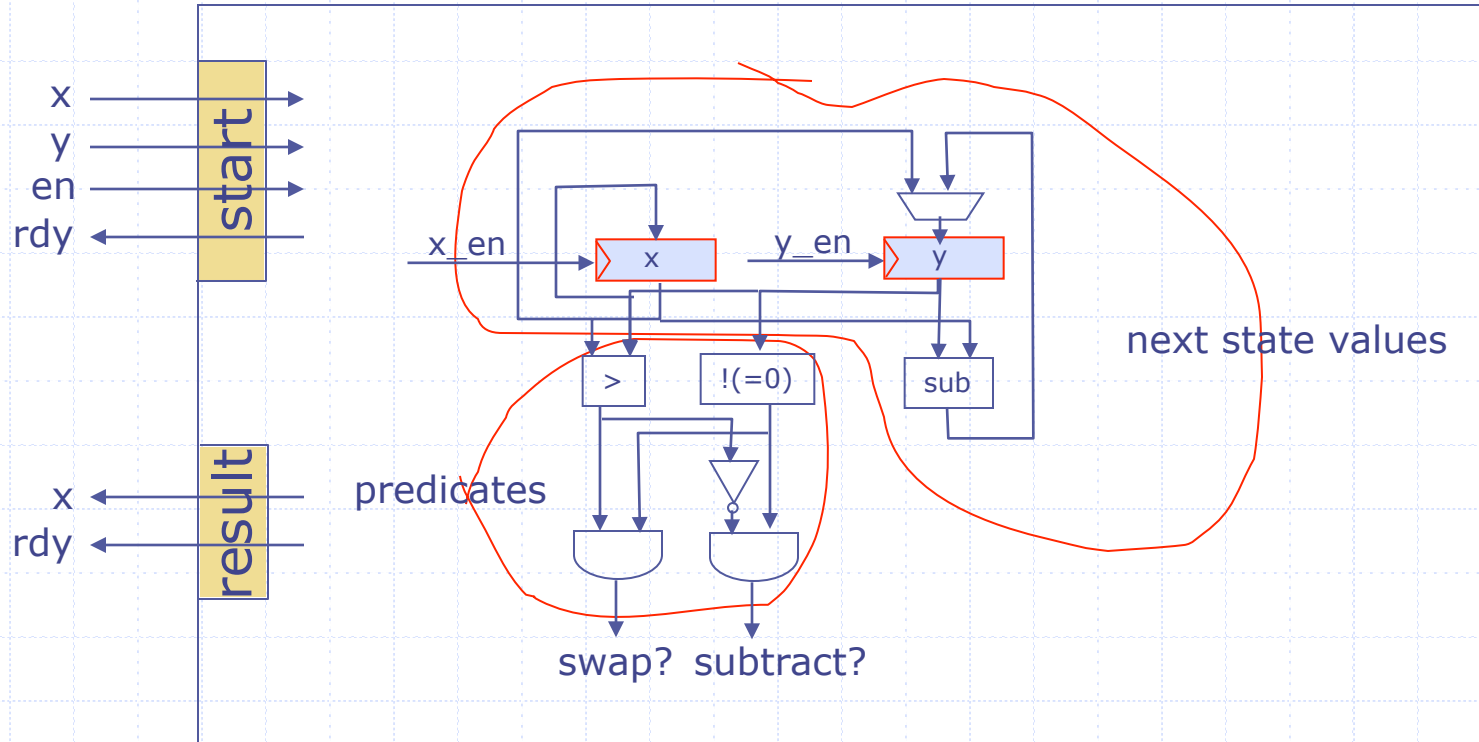 x
y
en
rdy
start
x_en
x
y_en
y
next state values
>
!(=0)
sub
predicates
x
rdy
result
swap?
subtract?